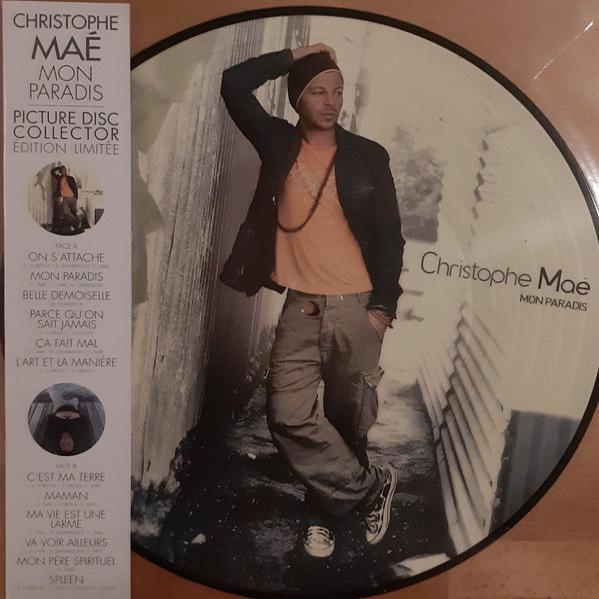 CHRISTOPHE
MAÉ
MON
PARADIS
PICTURE DISC
COLLECTOR
ÉDITION LIMITÉE
FACE A
ON S'ATTACHE
MON PARADIS
BELLE DEMOISELLE
PARCE QU'ON
SAIT JAMAIS
ÇA FAIT MAL
L'ART ET LA MANIÈRE
FACE B
C'EST MA TERRE
MAMAN
MA VIE EST UNE
LARME
VA VOIR AILLEURS
MON PÈRE SPIRITUEL
SPLEEN
Christophe Maé
MON PARADIS